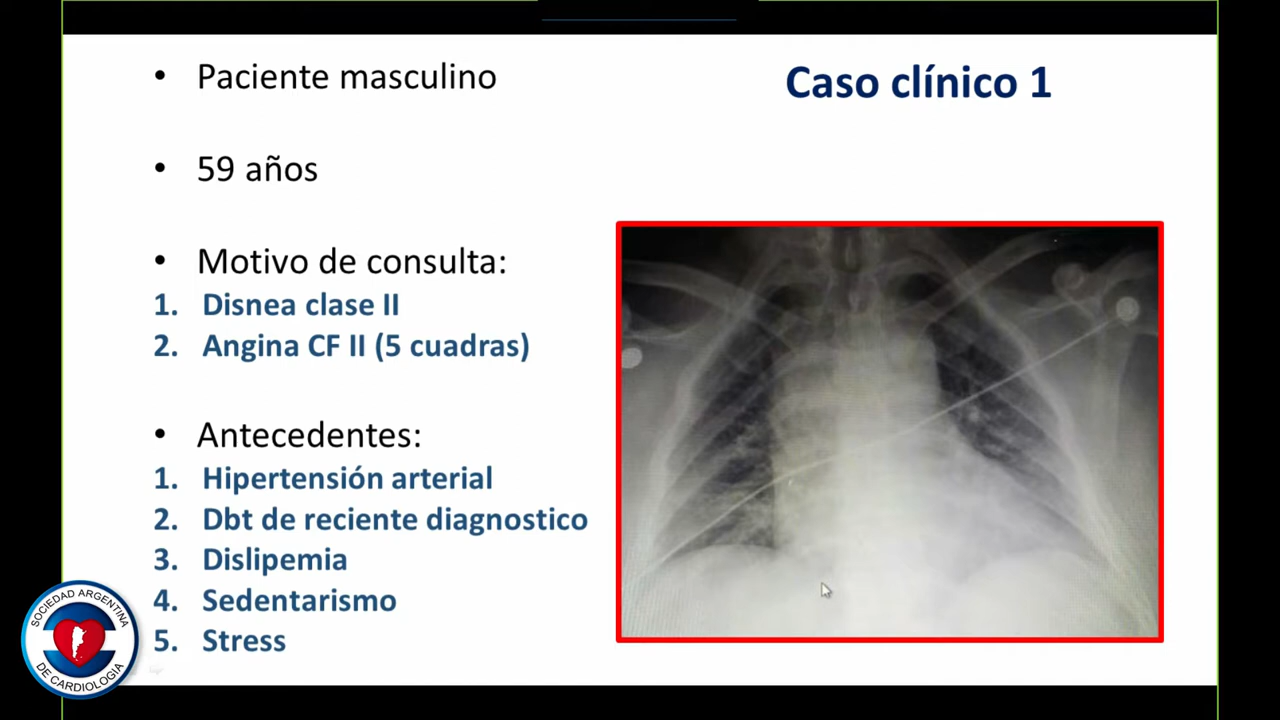 Caso clínico 1
• Paciente masculino
• 59 años
• Motivo de consulta:
1. Disnea clase II
2. Angina CF II (5 cuadras)
• Antecedentes:
1. Hipertensión arterial
2. Dbt de reciente diagnostico
3. Dislipemia
4. Sedentarismo
5. Stress
SOCIEDAD ARGENTINA
DE CARDIOLOGIA